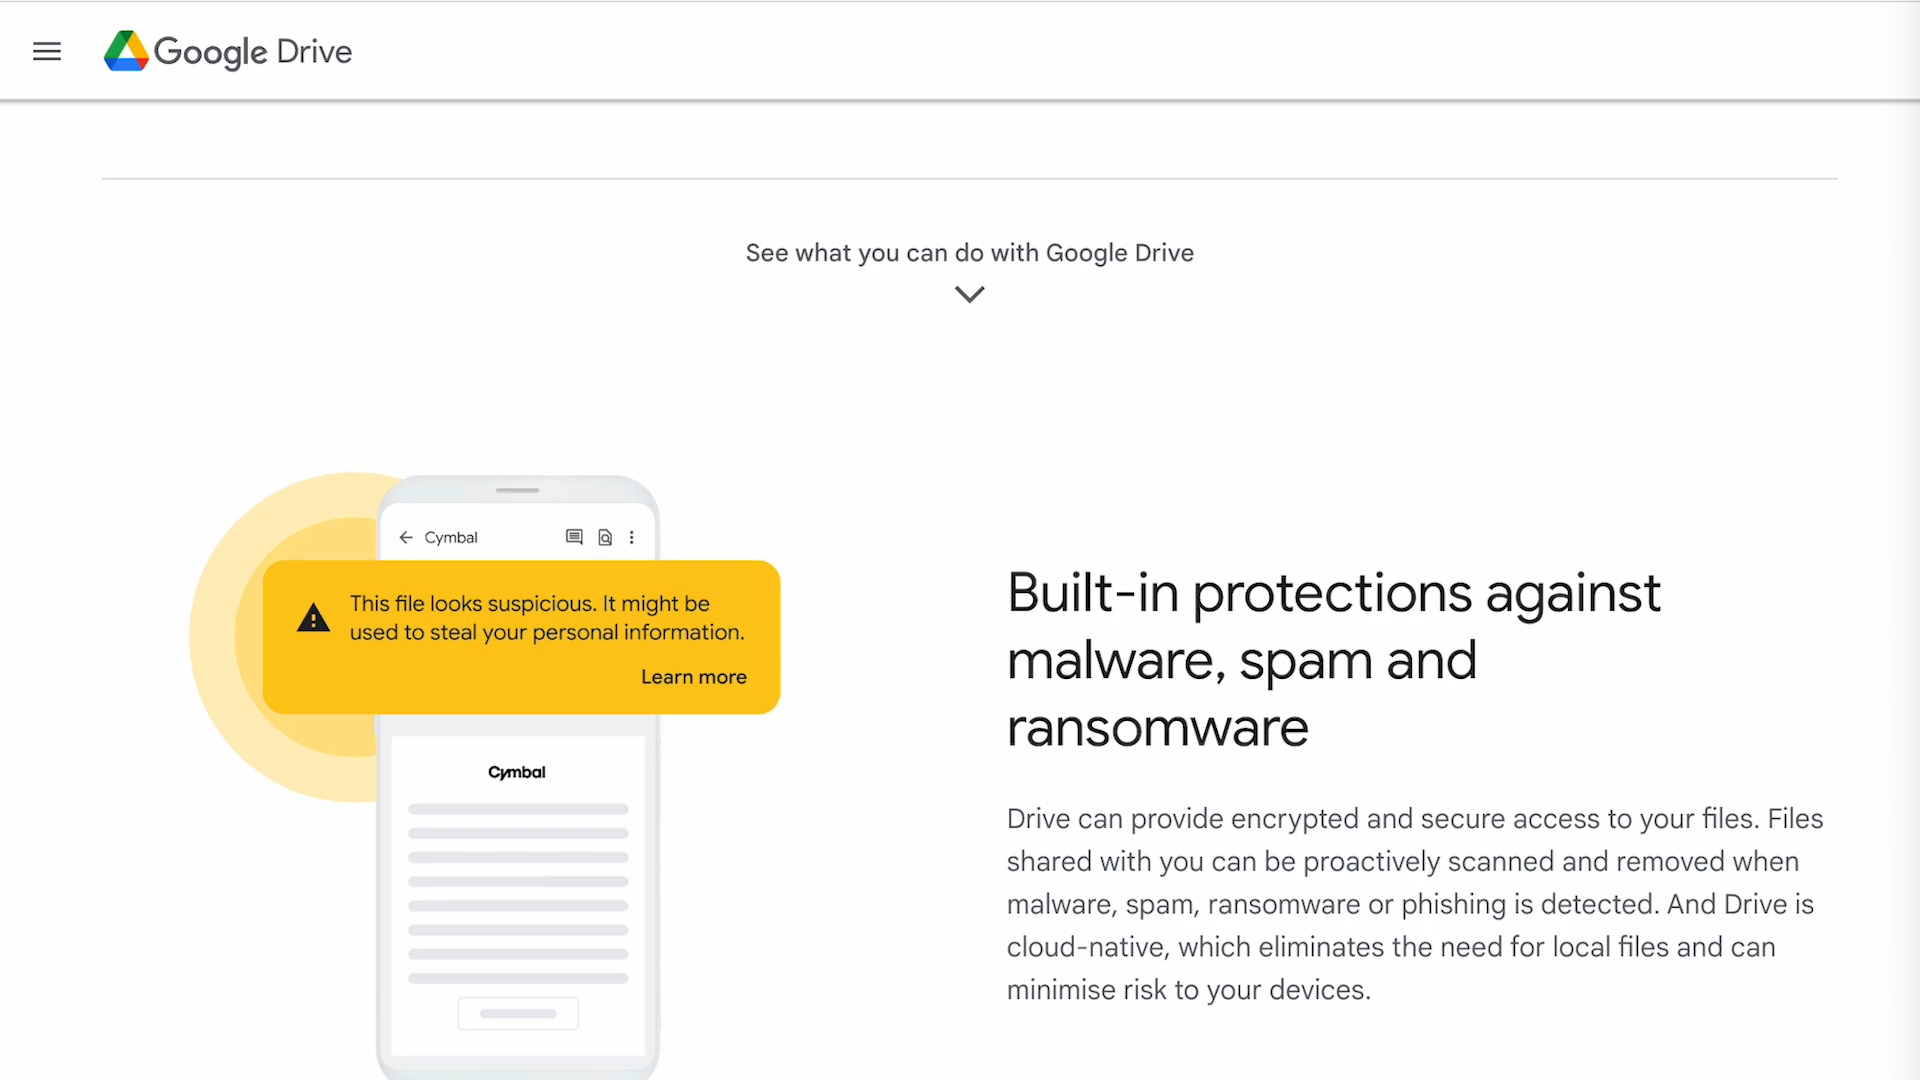 Google Drive
See what you can do with Google Drive
Cymbal
This file looks suspicious. It might be
used to steal your personal information.
Learn more
Cymbal
Built-in protections against
malware, spam and
ransomware
Drive can provide encrypted and secure access to your files. Files
shared with you can be proactively scanned and removed when
malware, spam, ransomware or phishing is detected. And Drive is
cloud-native, which eliminates the need for local files and can
minimise risk to your devices.